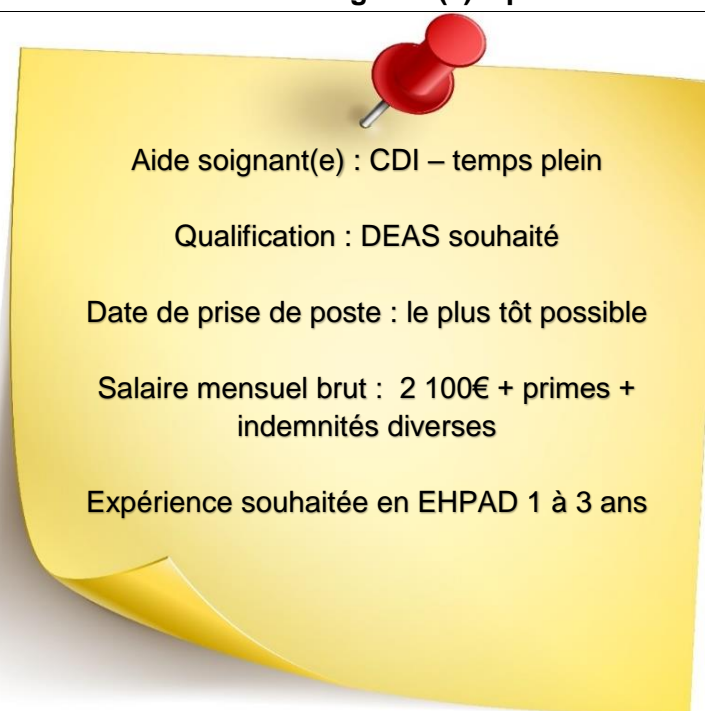 Aide soignant(e) : CDI – temps plein
Qualification : DEAS souhaité
Date de prise de poste : le plus tôt possible
Salaire mensuel brut : 2 100€ + primes +
indemnités diverses
Expérience souhaitée en EHPAD 1 à 3 ans